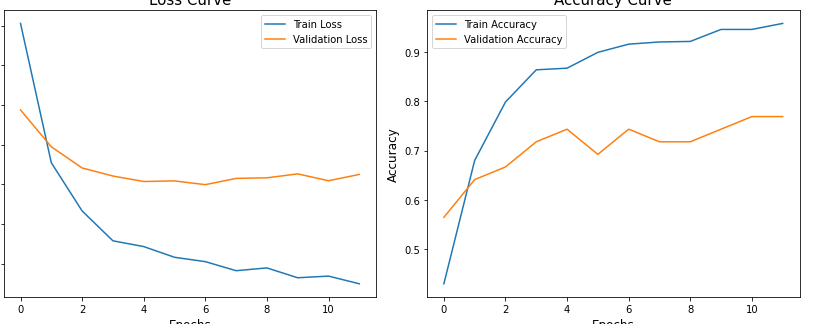 Loss Curve
Train Loss
Validation Loss
0 2 4 6 8 10
Epochs
Accuracy Curve
Train Accuracy
Validation Accuracy
Accuracy
0.9
0.8
0.7
0.6
0.5
0 2 4 6 8 10
Epochs